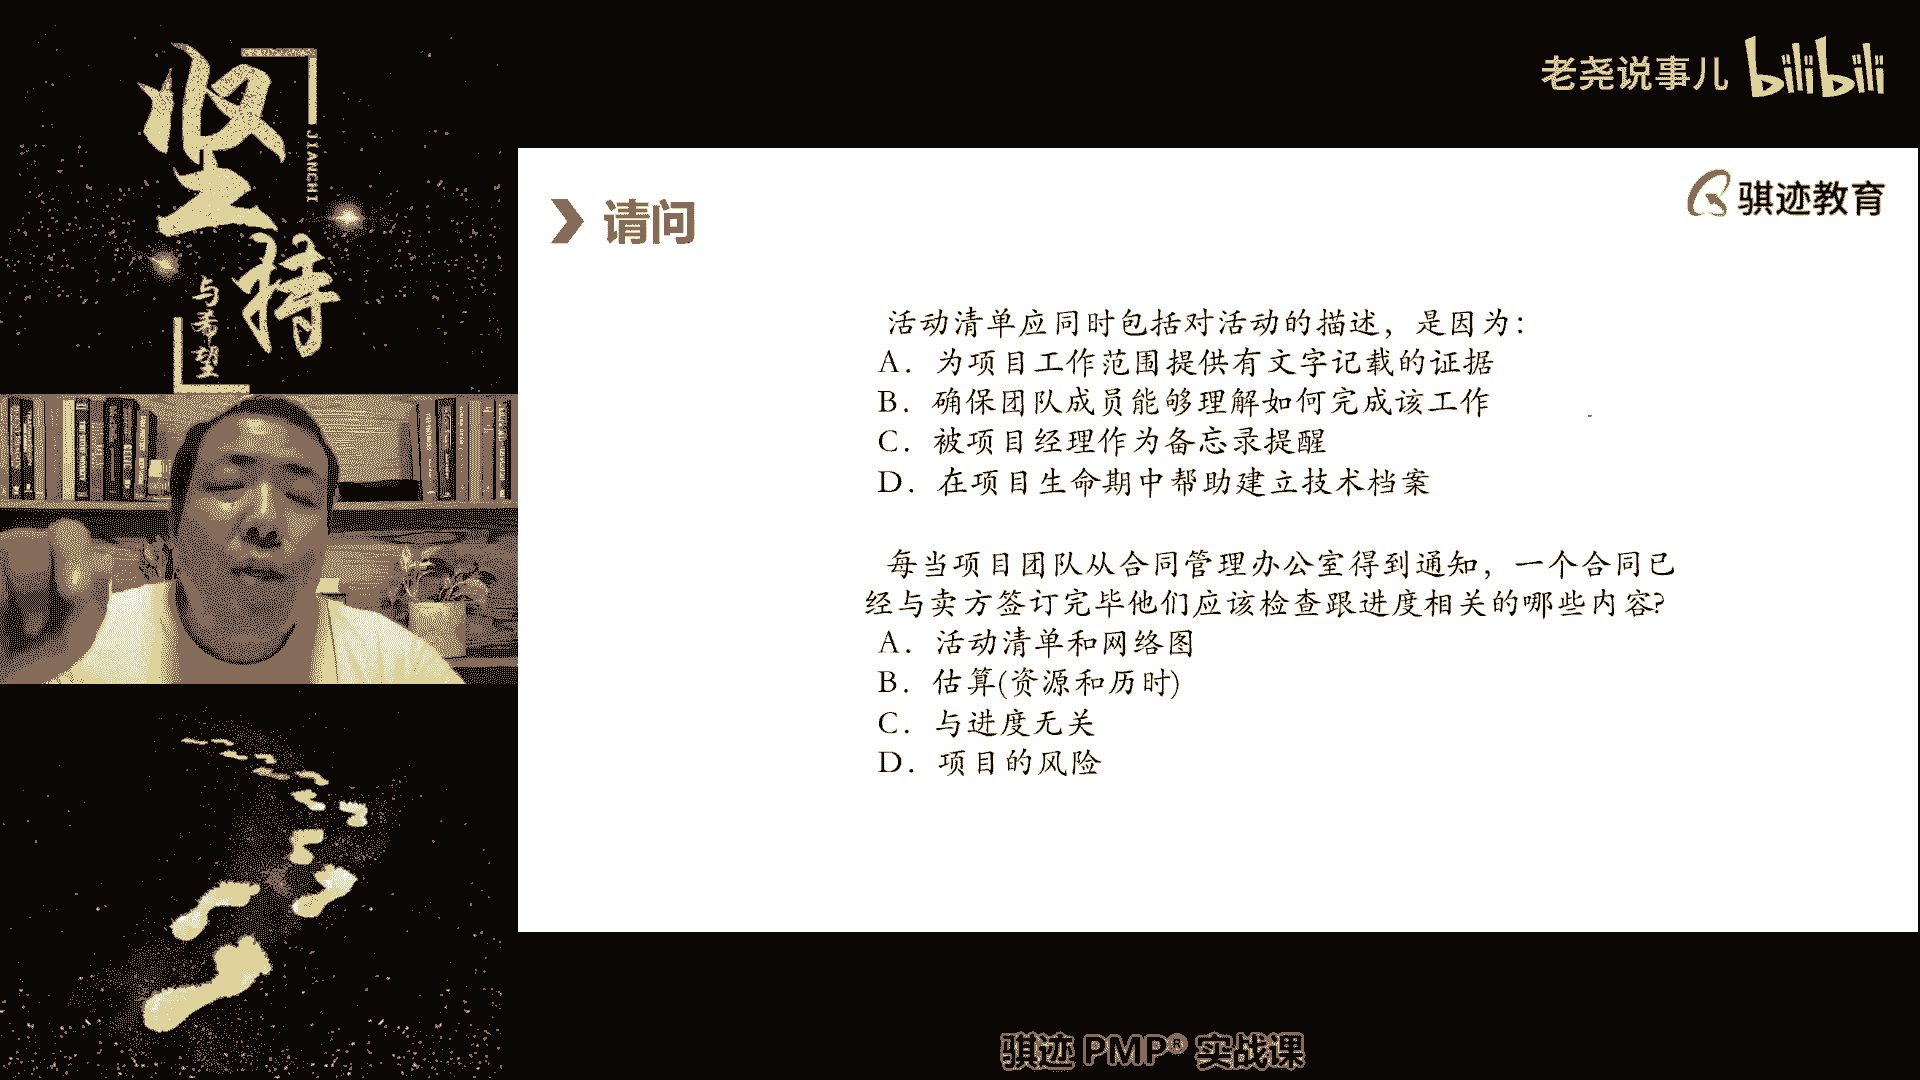 坚持
JIANCHI
与希望
老尧说事儿 bilibili
骐迹教育
请问
活动清单应同时包括对活动的描述，是因为：
A. 为项目工作范围提供有文字记载的证据
B. 确保团队成员能够理解如何完成该工作
C. 被项目经理作为备忘录提醒
D. 在项目生命期中帮助建立技术档案
每当项目团队从合同管理办公室得到通知，一个合同已
经与卖方签订完毕他们应该检查跟进度相关的哪些内容?
A. 活动清单和网络图
B. 估算(资源和历时)
C. 与进度无关
D. 项目的风险
骐迹 PMP® 实战课